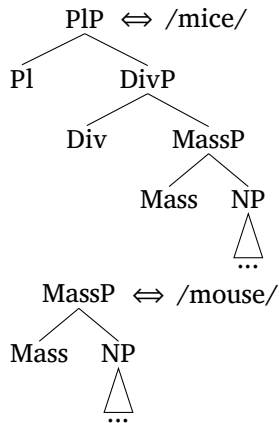 PlP ⇔ /mice/
Pl DivP
Div MassP
Mass NP
...
MassP ⇔ /mouse/
Mass NP
...